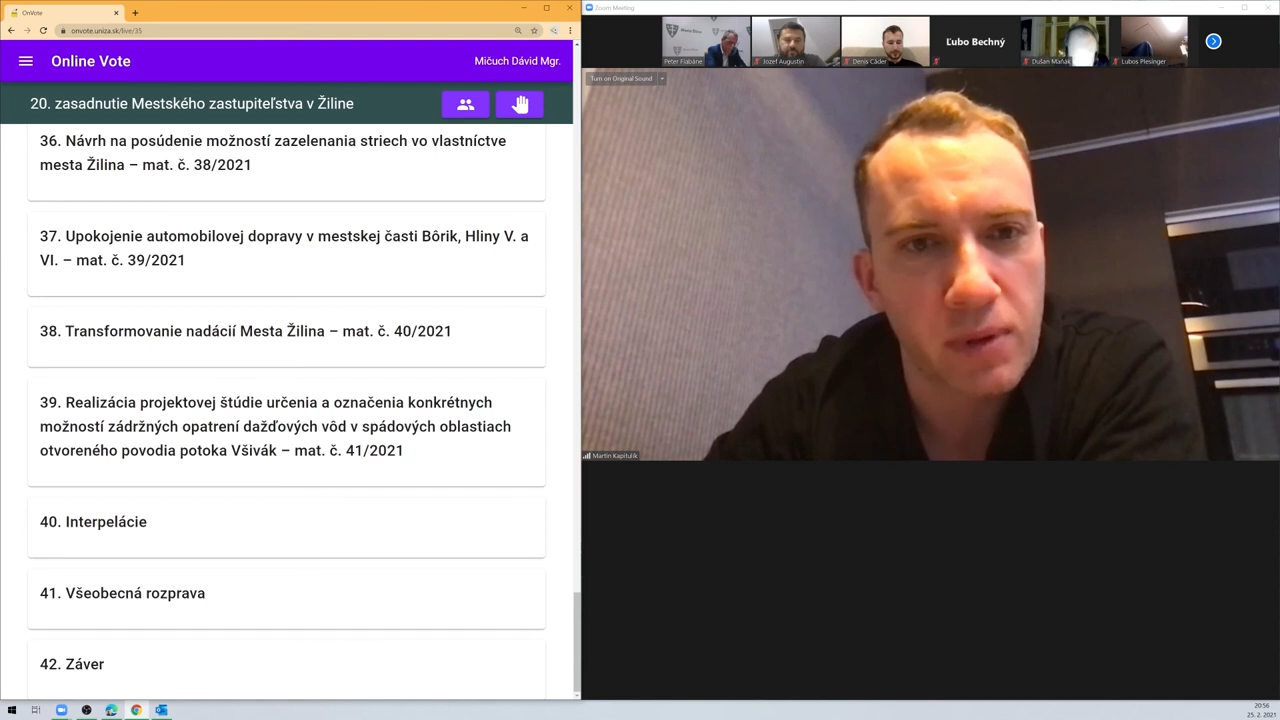 OnVote
onvote.uniza.sk/live/35
Online Vote
Mičuch Dávid Mgr.
20. zasadnutie Mestského zastupiteľstva v Žiline
36. Návrh na posúdenie možností zazelenania striech vo vlastníctve
mesta Žilina – mat. č. 38/2021
37. Upokojenie automobilovej dopravy v mestskej časti Bôrik, Hliny V. a
VI. – mat. č. 39/2021
38. Transformovanie nadácií Mesta Žilina – mat. č. 40/2021
39. Realizácia projektovej štúdie určenia a označenia konkrétnych
možností zádržných opatrení dažďových vôd v spádových oblastiach
otvoreného povodia potoka Všivák – mat. č. 41/2021
40. Interpelácie
41. Všeobecná rozprava
42. Záver
Zoom Meeting
Peter Fiabáne
Jozef Augustín
Denis Cáder
Ľubo Bechný
Dušan Maňák
Lubos Plesinger
Turn on Original Sound
Martin Kapitulík
20:56
25. 2. 2021